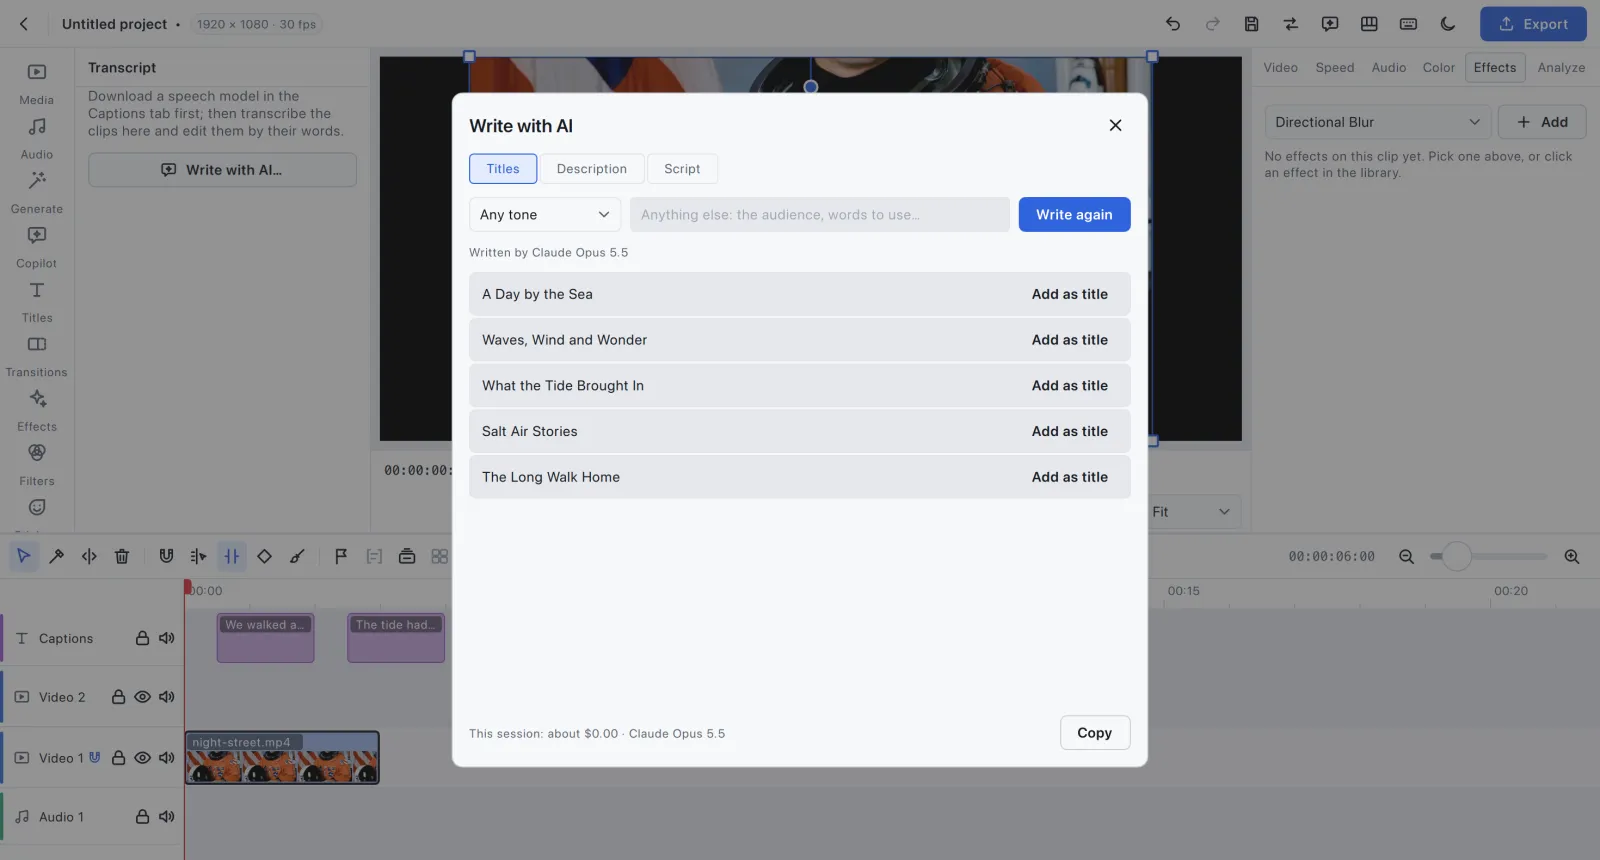 Untitled project •
1920 × 1080 · 30 fps
Export
Media
Audio
Generate
Copilot
Titles
Transitions
Effects
Filters
Transcript
Download a speech model in the
Captions tab first; then transcribe the
clips here and edit them by their words.
Write with AI...
Video
Speed
Audio
Color
Effects
Analyze
Directional Blur
Add
No effects on this clip yet. Pick one above, or click
an effect in the library.
Write with AI
Titles
Description
Script
Any tone
Anything else: the audience, words to use...
Write again
Written by Claude Opus 5.5
A Day by the Sea
Add as title
Waves, Wind and Wonder
Add as title
What the Tide Brought In
Add as title
Salt Air Stories
Add as title
The Long Walk Home
Add as title
This session: about $0.00 · Claude Opus 5.5
Copy
00:00:00:
Fit
00:00:06:00
00:00
00:15
00:20
Captions
We walked a...
The tide had...
Video 2
Video 1
night-street.mp4
Audio 1